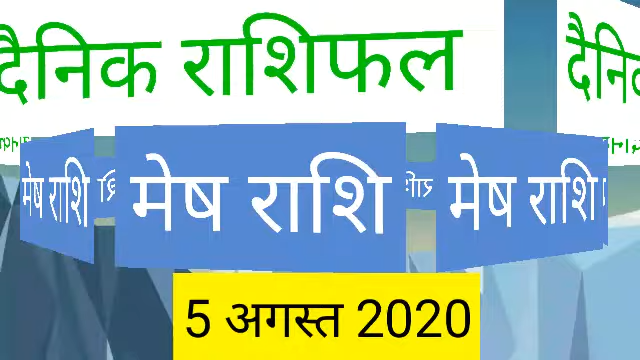 दैनिक राशिफल
मेष राशि मेष राशि मेष राशि
5 अगस्त 2020